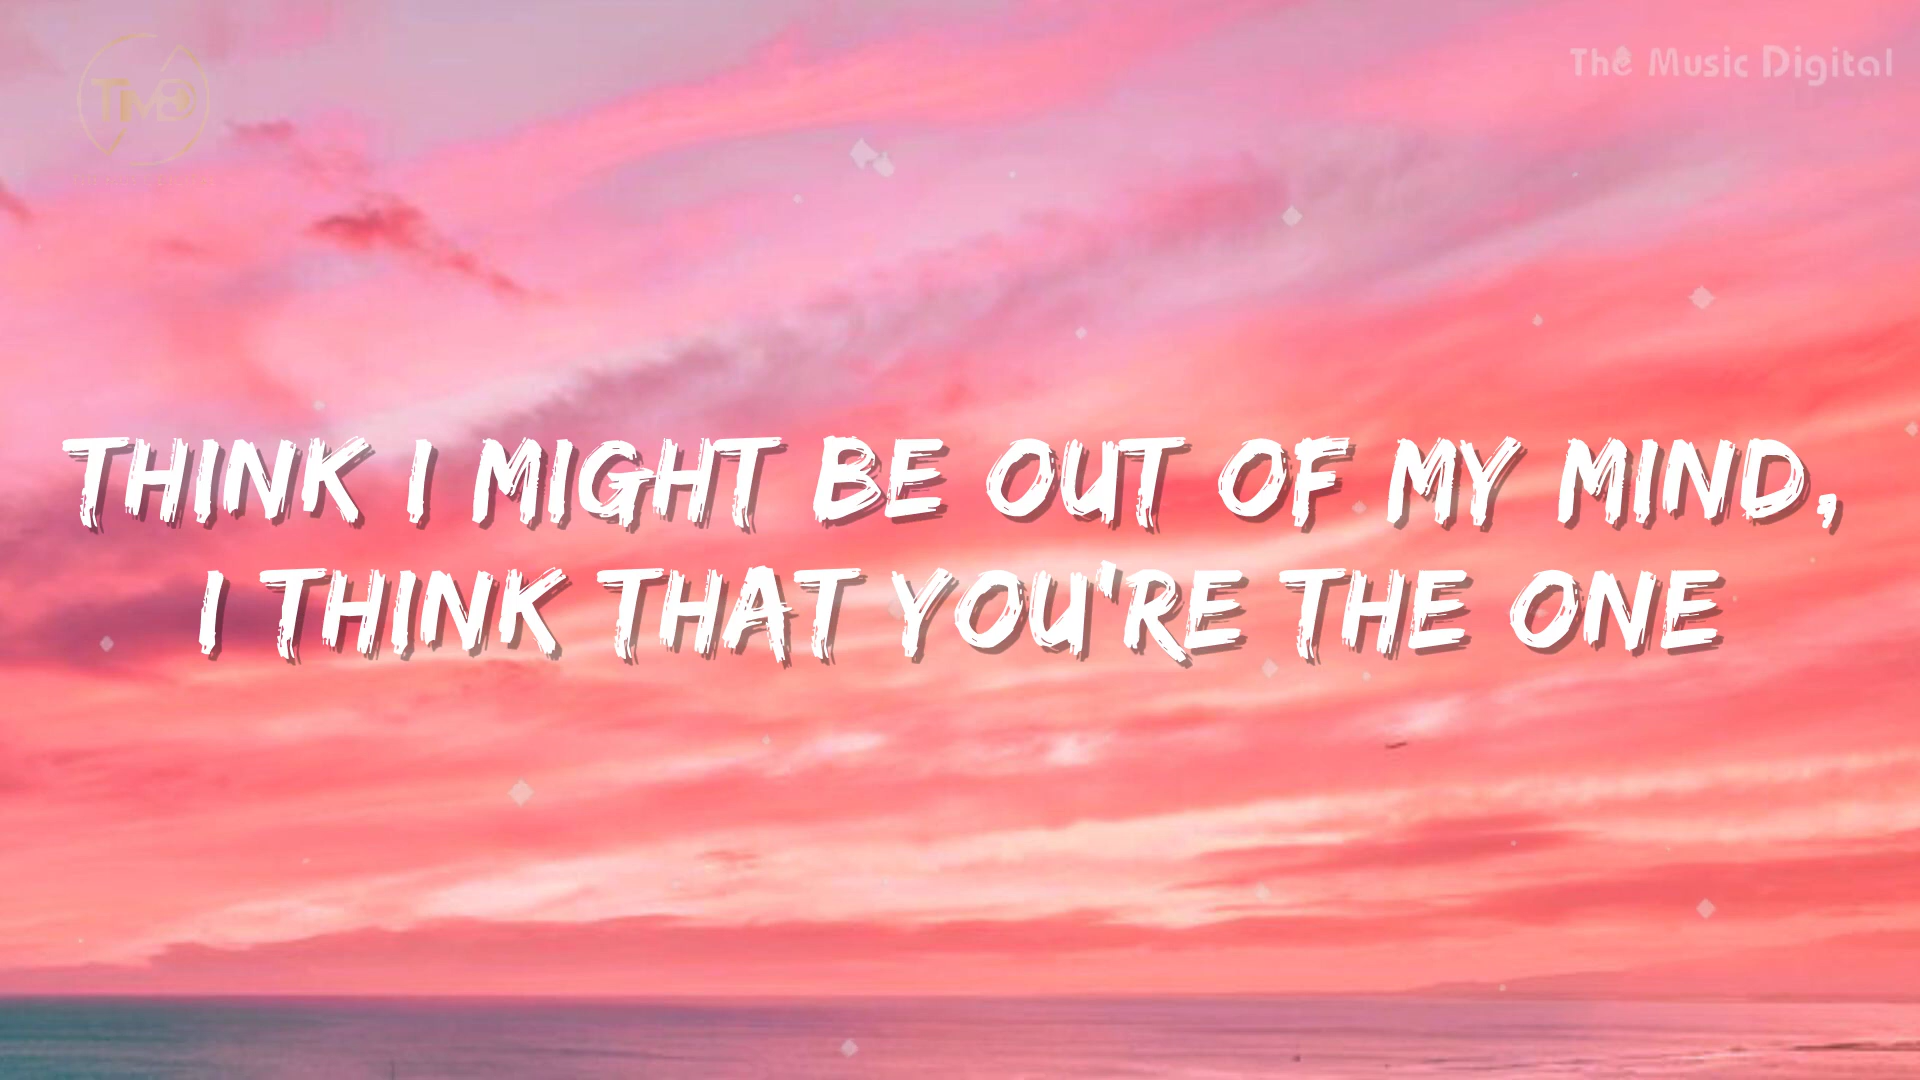 The Music Digital
THINK I MIGHT BE OUT OF MY MIND,
I THINK THAT YOU'RE THE ONE